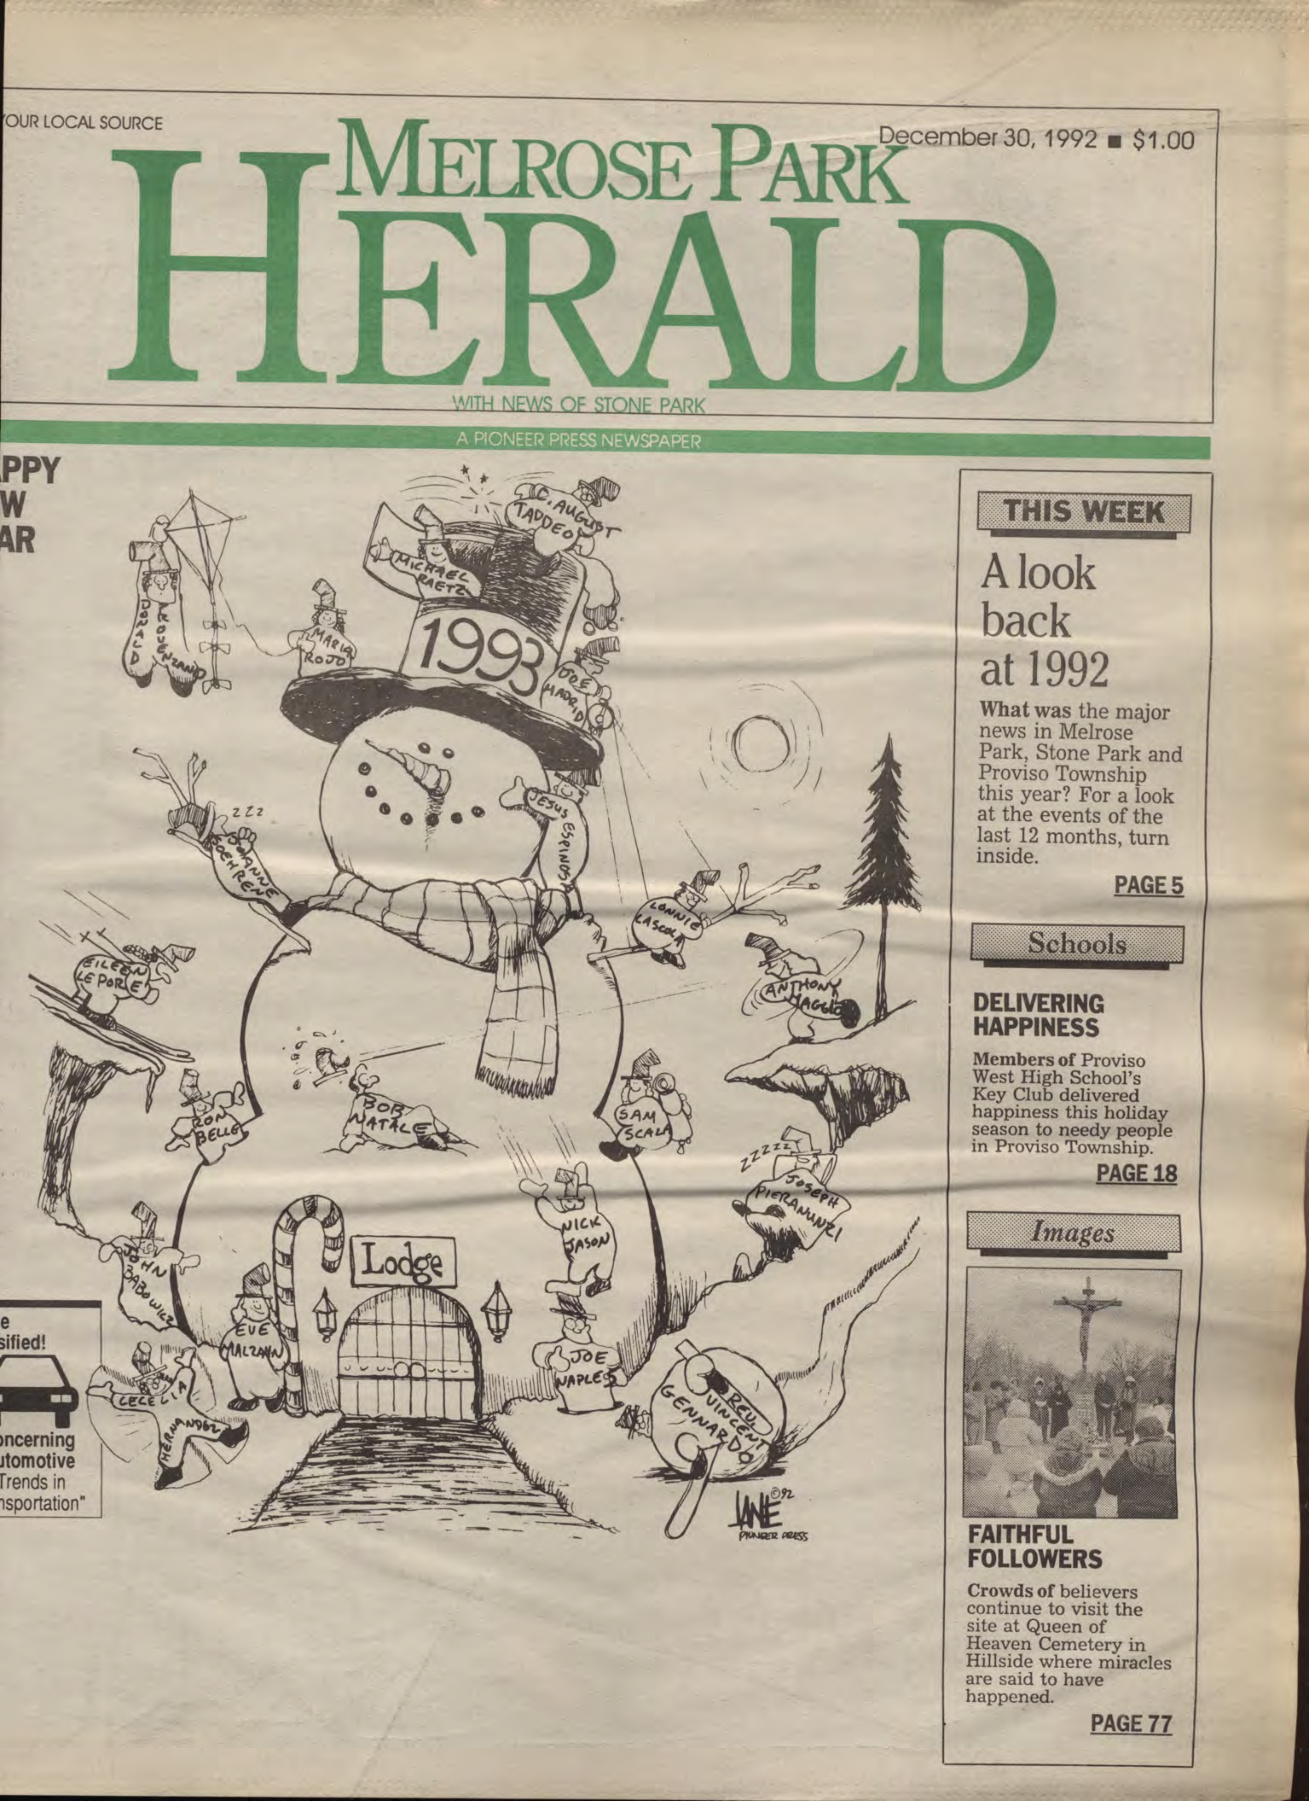 YOUR LOCAL SOURCE
December 30, 1992 ■ $1.00
MELROSE PARK
HERALD
WITH NEWS OF STONE PARK
A PIONEER PRESS NEWSPAPER
PPY
W
AR
C. AUGUST
TADDEO
MICHAEL
RAETZ
DONALD
PROVENZANO
MARIA
ROJO
1993
JOE
MADRID
JESUS ESPINOSA
ZZZ
JOANNE
LONNIE
LASCOLA
EILEEN
LEPORE
ANTHONY
MAGGIO
RON
BELLE
BOB
NATALE
SAM
SCALA
ZZZZZ
JOSEPH
PIERANUNZI
NICK
JASON
JOHN
Lodge
EVE
MALZAHN
JOE
NAPLES
CECELIA
HERNANDEZ
REV.
VINCENT
GENNARDO
JANE
©92
PIONEER PRESS
e
sified!
oncerning
utomotive
Trends in
nsportation"
THIS WEEK
A look
back
at 1992
What was the major
news in Melrose
Park, Stone Park and
Proviso Township
this year? For a look
at the events of the
last 12 months, turn
inside.
PAGE 5
Schools
DELIVERING
HAPPINESS
Members of Proviso
West High School's
Key Club delivered
happiness this holiday
season to needy people
in Proviso Township.
PAGE 18
Images
FAITHFUL
FOLLOWERS
Crowds of believers
continue to visit the
site at Queen of
Heaven Cemetery in
Hillside where miracles
are said to have
happened.
PAGE 77